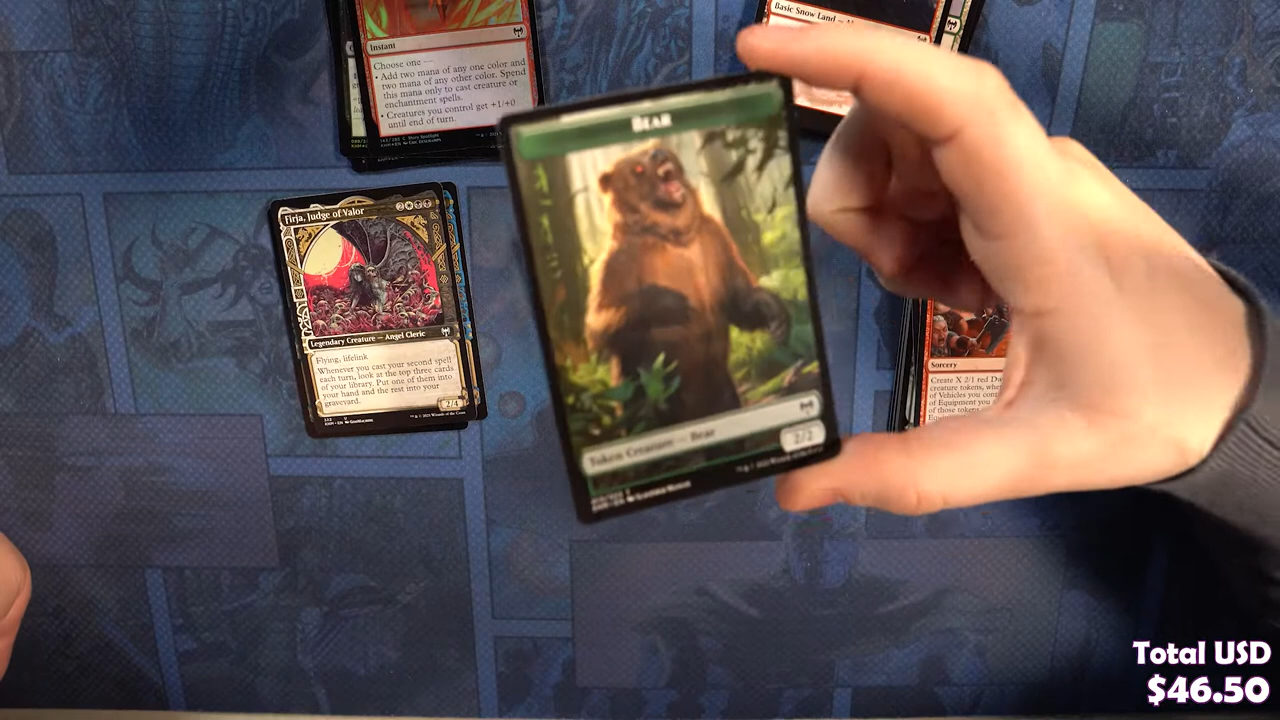 Instant
Choose one —
• Add two mana of any one color and
two mana of any other color. Spend
this mana only to cast creature or
enchantment spells.
• Creatures you control get +1/+0
until end of turn.
Basic Snow Land —
BEAR
Token Creature — Bear
2/2
Firja, Judge of Valor
2
Legendary Creature — Angel Cleric
Flying, lifelink
Whenever you cast your second spell
each turn, look at the top three cards
of your library. Put one of them into
your hand and the rest into your
graveyard.
2/4
Sorcery
Create X 2/1 red
creature tokens,
of Vehicles you
of Equipment you
of those tokens
Total USD
$46.50